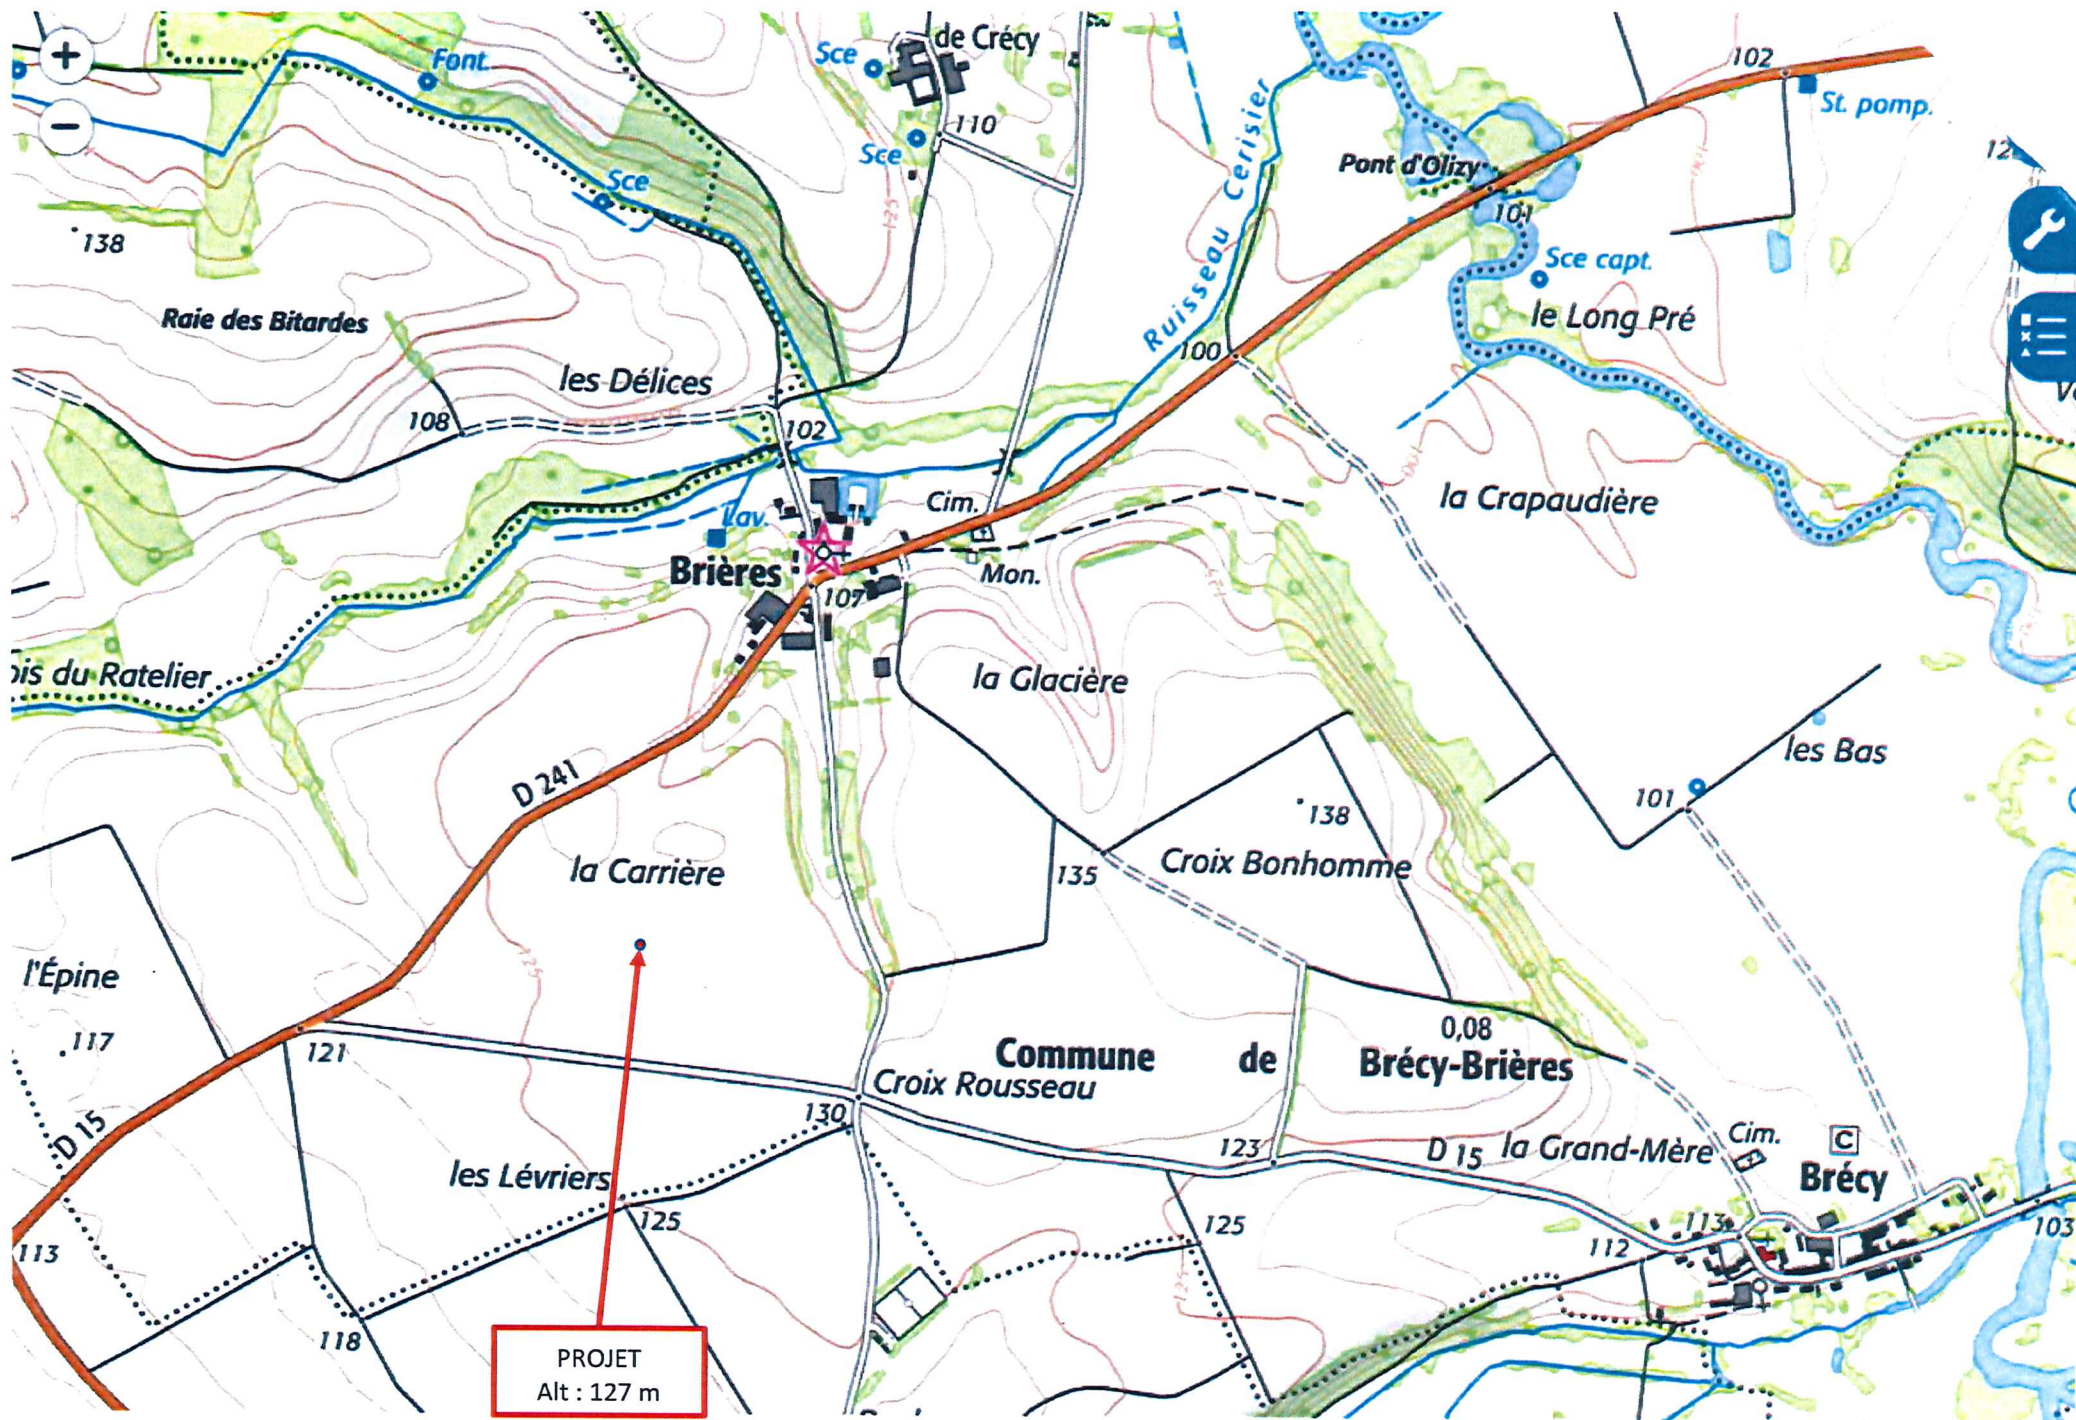 de Crécy
Sce
Font.
102
St. pomp.
110
Sce
Pont d'Olizy
101
Sce
138
Ruisseau Cerisier
125
Sce capt.
le Long Pré
Raie des Bitardes
100
les Délices
108
102
la Crapaudière
Cim.
Lav.
Brières
Mon.
107
la Glacière
ois du Ratelier
les Bas
D 241
101
138
la Carrière
135
Croix Bonhomme
l'Épine
125
117
0,08
121
Commune de Brécy-Brières
Croix Rousseau
130
D 15
123
D 15
la Grand-Mère
Cim.
C
Brécy
les Lévriers
125
125
113
112
103
113
125
118
PROJET
Alt : 127 m